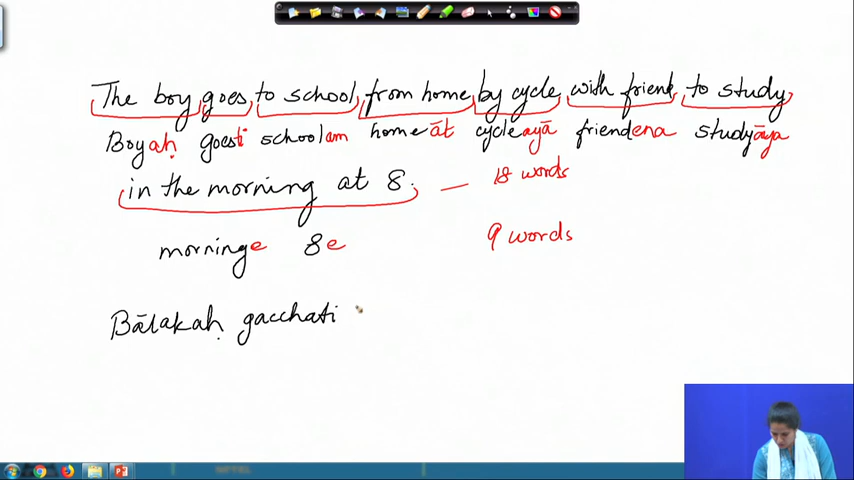 The boy goes to school from home by cycle with friend to study
Boyaḥ goesti schoolam homeāt cycleayā friendena studyāya
in the morning at 8. — 18 words
morninge 8e 9 words
Bālakaḥ gacchati
NPTEL